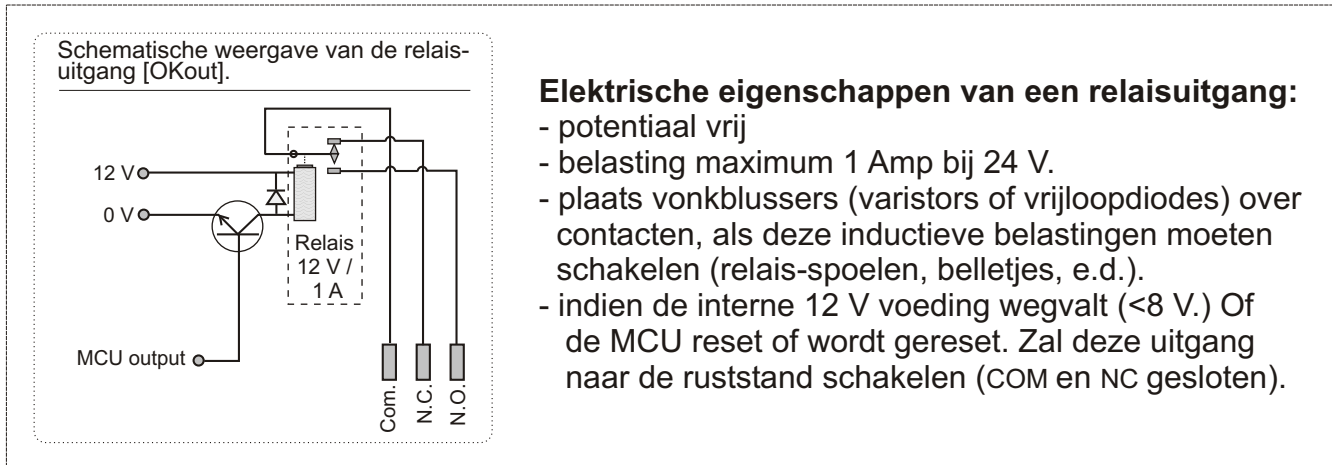 Schematische weergave van de relais-
uitgang [OKout].
12 V
0 V
Relais
12 V /
1 A
MCU output
Com.
N.C.
N.O.
Elektrische eigenschappen van een relaisuitgang:
- potentiaal vrij
- belasting maximum 1 Amp bij 24 V.
- plaats vonkblussers (varistors of vrijloopdiodes) over
contacten, als deze inductieve belastingen moeten
schakelen (relais-spoelen, belletjes, e.d.).
- indien de interne 12 V voeding wegvalt (<8 V.) Of
de MCU reset of wordt gereset. Zal deze uitgang
naar de ruststand schakelen (COM en NC gesloten).